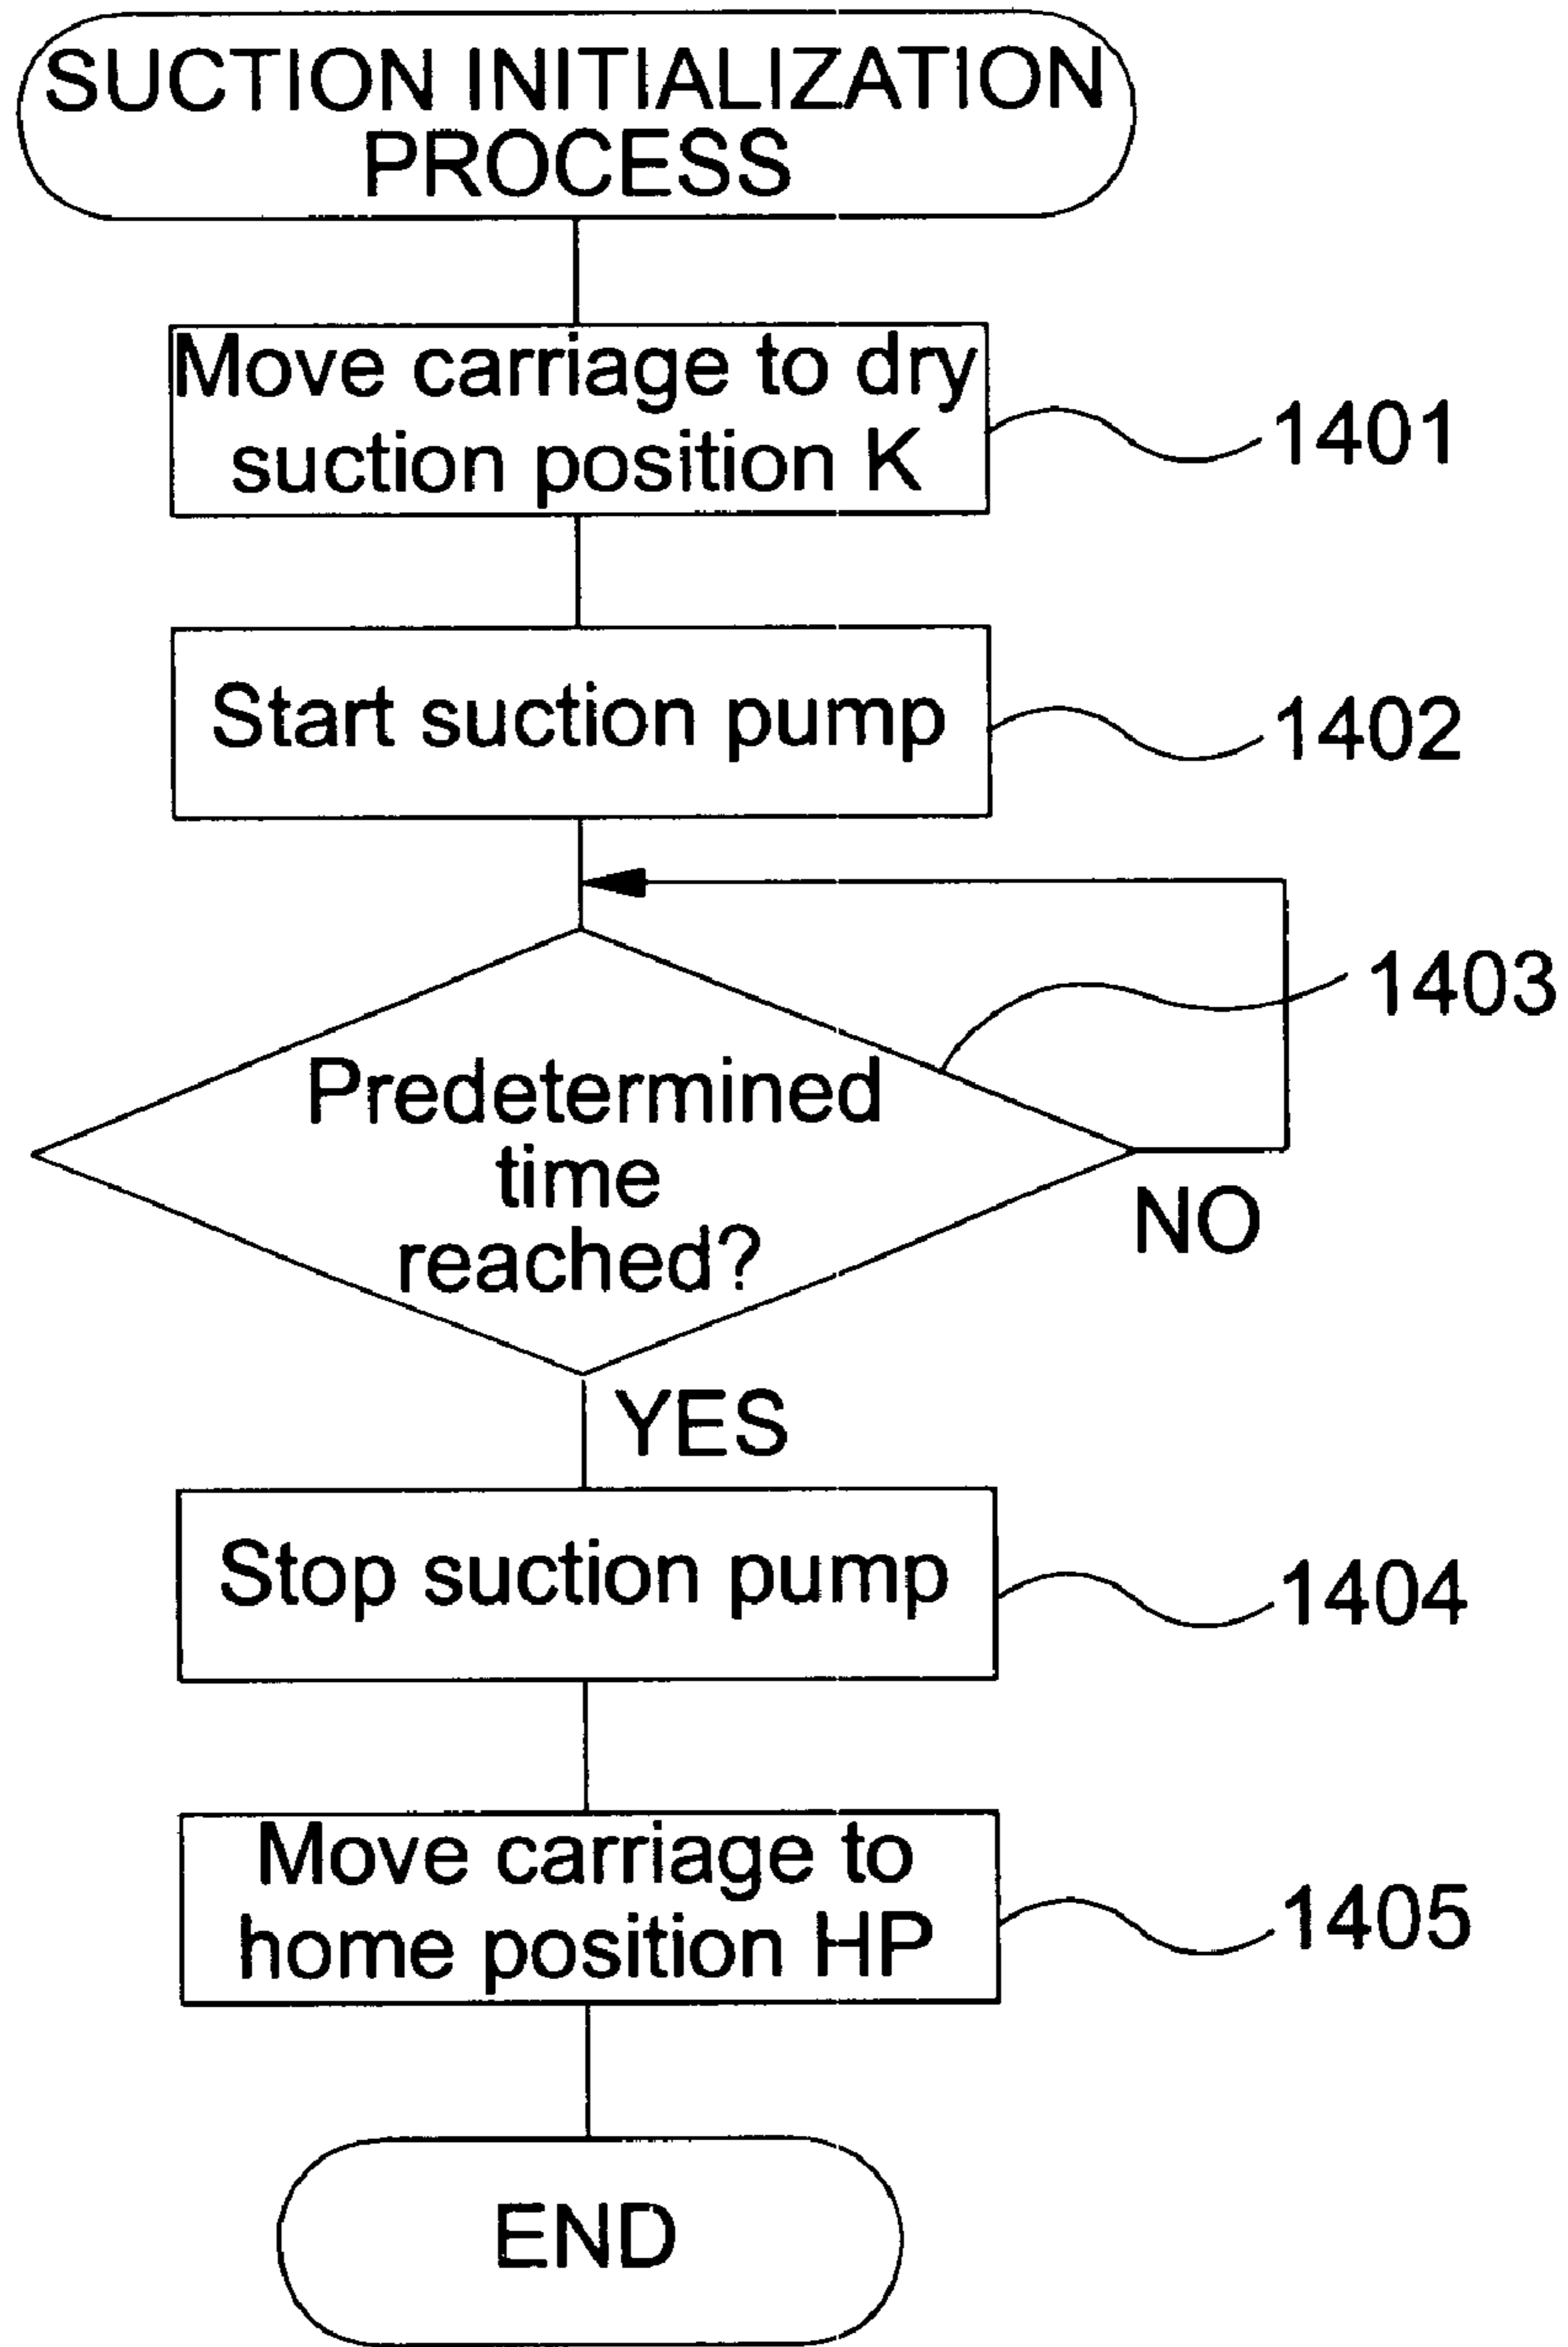 SUCTION INITIALIZATION
PROCESS
Move carriage to dry
suction position K
1401
Start suction pump
1402
1403
Predetermined
time
reached?
NO
YES
Stop suction pump
1404
Move carriage to
home position HP
1405
END